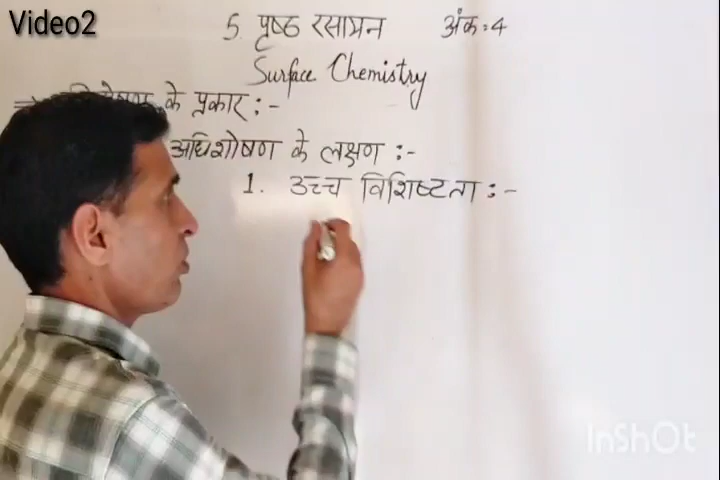 Video2
5. पृष्ठ रसायन अंक=4
Surface Chemistry
के प्रकार :-
अधिशोषण के लक्षण :-
1. उच्च विशिष्टता :-
InShOt